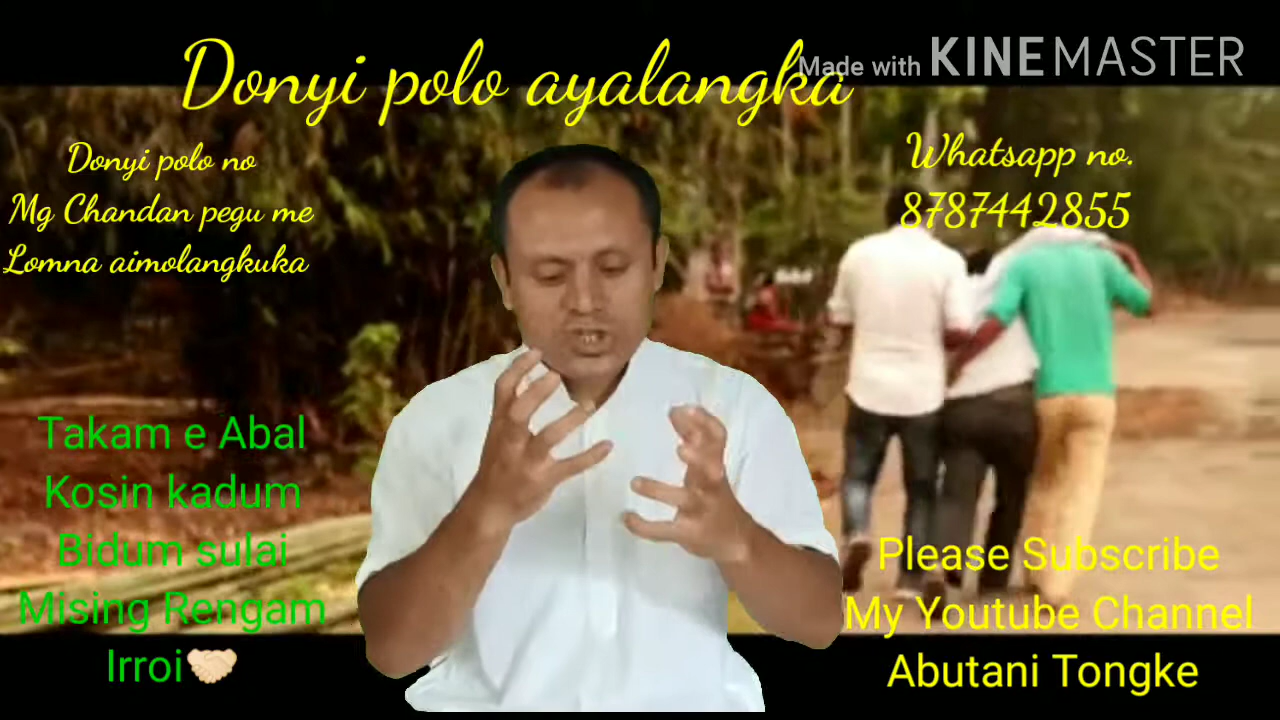 Donyi polo ayalangka
Made with KINEMASTER
Donyi polo no
Mg Chandan pegu me
Lomna aimolangkuka
Whatsapp no.
8787442855
Takam e Abal
Kosin kadum
Bidum sulai
Mising Rengam
Irroi🤝🏻
Please Subscribe
My Youtube Channel
Abutani Tongke